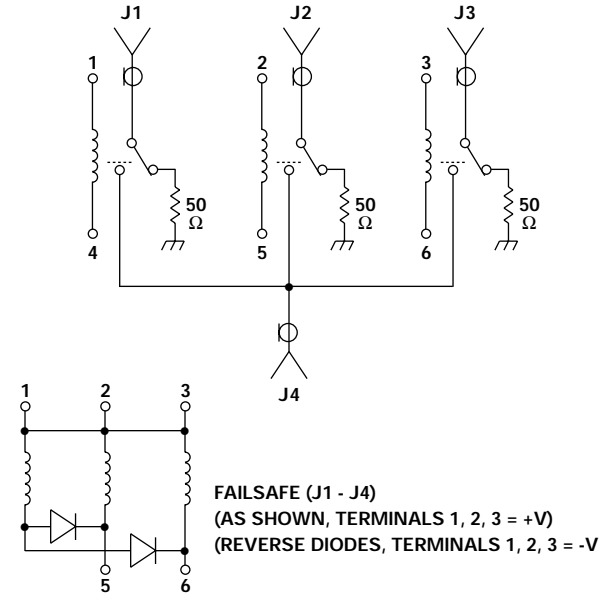 J1 J2 J3
1 2 3
50 Ω 50 Ω 50 Ω
4 5 6
J4
1 2 3
FAILSAFE (J1 - J4)
(AS SHOWN, TERMINALS 1, 2, 3 = +V)
(REVERSE DIODES, TERMINALS 1, 2, 3 = -V
5 6